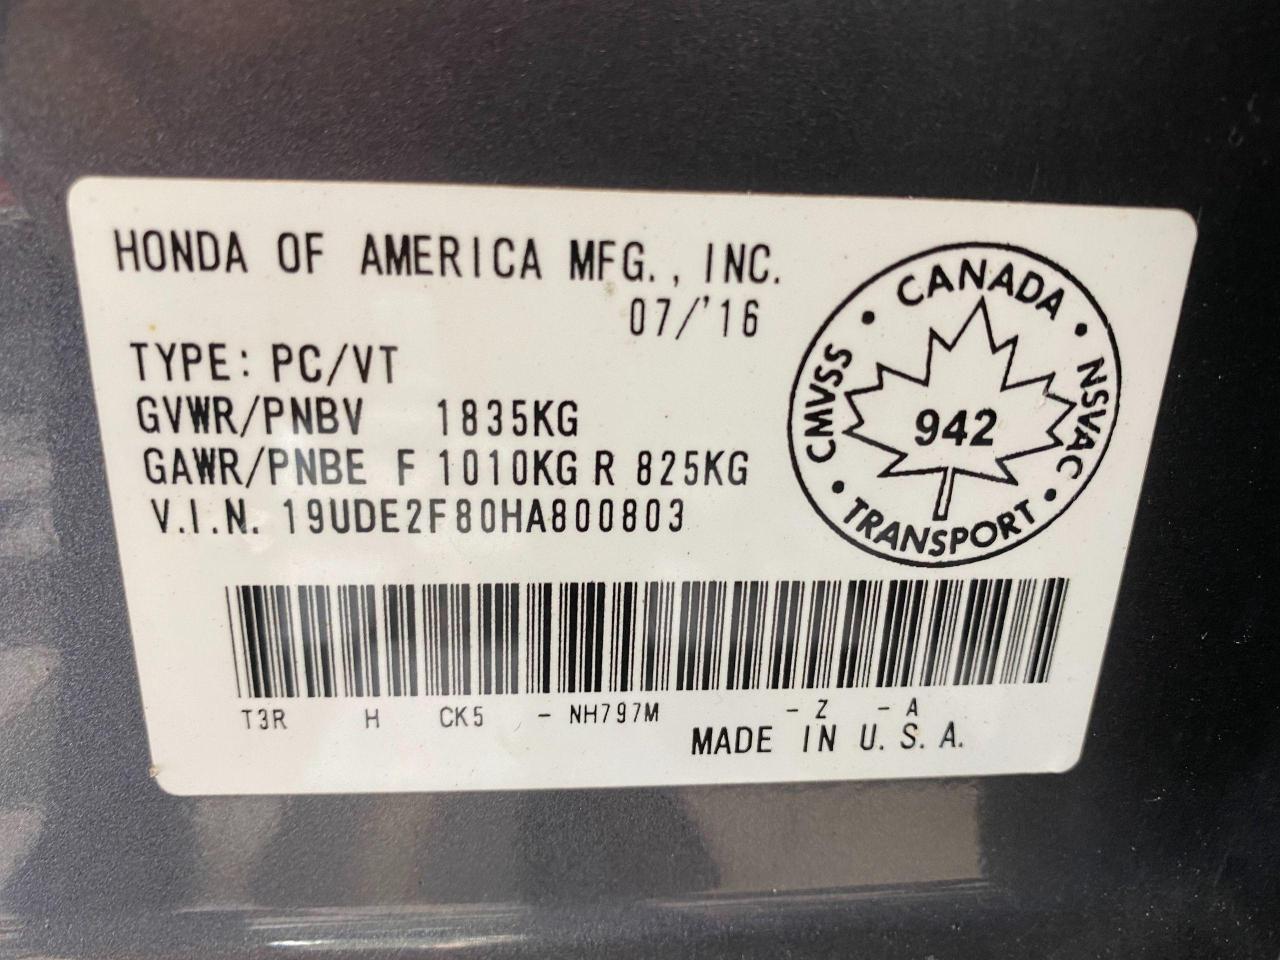 HONDA OF AMERICA MFG., INC.
07/'16
TYPE: PC/VT
GVWR/PNBV 1835KG
GAWR/PNBE F 1010KG R 825KG
V.I.N. 19UDE2F80HA800803
CANADA
CMVSS
942
NSVAC
TRANSPORT
T3R H CK5 - NH797M - Z - A
MADE IN U.S.A.